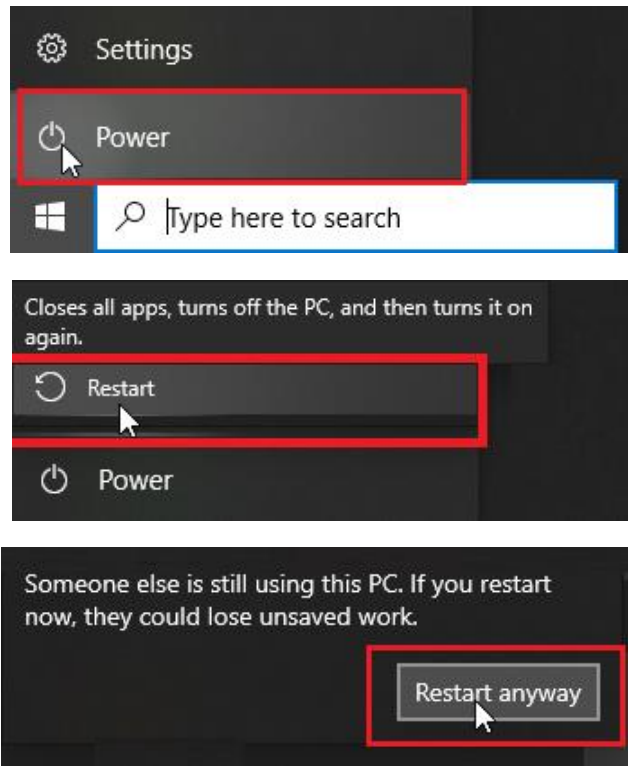 Settings
Power
Type here to search
Closes all apps, turns off the PC, and then turns it on
again.
Restart
Power
Someone else is still using this PC. If you restart
now, they could lose unsaved work.
Restart anyway